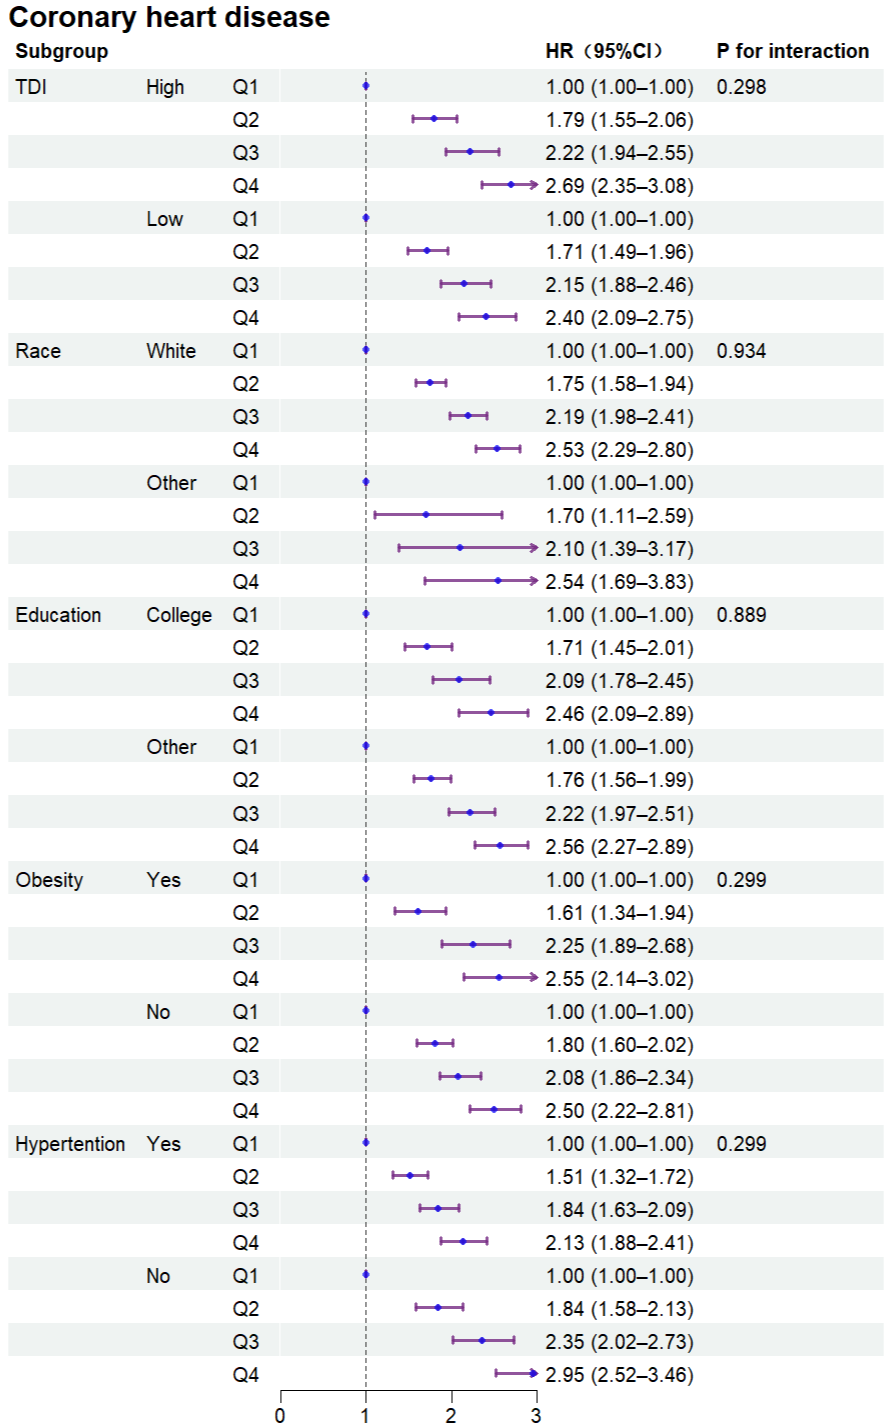 Coronary heart disease
Subgroup HR（95%CI） P for interaction
TDI High Q1 1.00 (1.00–1.00) 0.298
Q2 1.79 (1.55–2.06)
Q3 2.22 (1.94–2.55)
Q4 2.69 (2.35–3.08)
Low Q1 1.00 (1.00–1.00)
Q2 1.71 (1.49–1.96)
Q3 2.15 (1.88–2.46)
Q4 2.40 (2.09–2.75)
Race White Q1 1.00 (1.00–1.00) 0.934
Q2 1.75 (1.58–1.94)
Q3 2.19 (1.98–2.41)
Q4 2.53 (2.29–2.80)
Other Q1 1.00 (1.00–1.00)
Q2 1.70 (1.11–2.59)
Q3 2.10 (1.39–3.17)
Q4 2.54 (1.69–3.83)
Education College Q1 1.00 (1.00–1.00) 0.889
Q2 1.71 (1.45–2.01)
Q3 2.09 (1.78–2.45)
Q4 2.46 (2.09–2.89)
Other Q1 1.00 (1.00–1.00)
Q2 1.76 (1.56–1.99)
Q3 2.22 (1.97–2.51)
Q4 2.56 (2.27–2.89)
Obesity Yes Q1 1.00 (1.00–1.00) 0.299
Q2 1.61 (1.34–1.94)
Q3 2.25 (1.89–2.68)
Q4 2.55 (2.14–3.02)
No Q1 1.00 (1.00–1.00)
Q2 1.80 (1.60–2.02)
Q3 2.08 (1.86–2.34)
Q4 2.50 (2.22–2.81)
Hypertention Yes Q1 1.00 (1.00–1.00) 0.299
Q2 1.51 (1.32–1.72)
Q3 1.84 (1.63–2.09)
Q4 2.13 (1.88–2.41)
No Q1 1.00 (1.00–1.00)
Q2 1.84 (1.58–2.13)
Q3 2.35 (2.02–2.73)
Q4 2.95 (2.52–3.46)
0 1 2 3